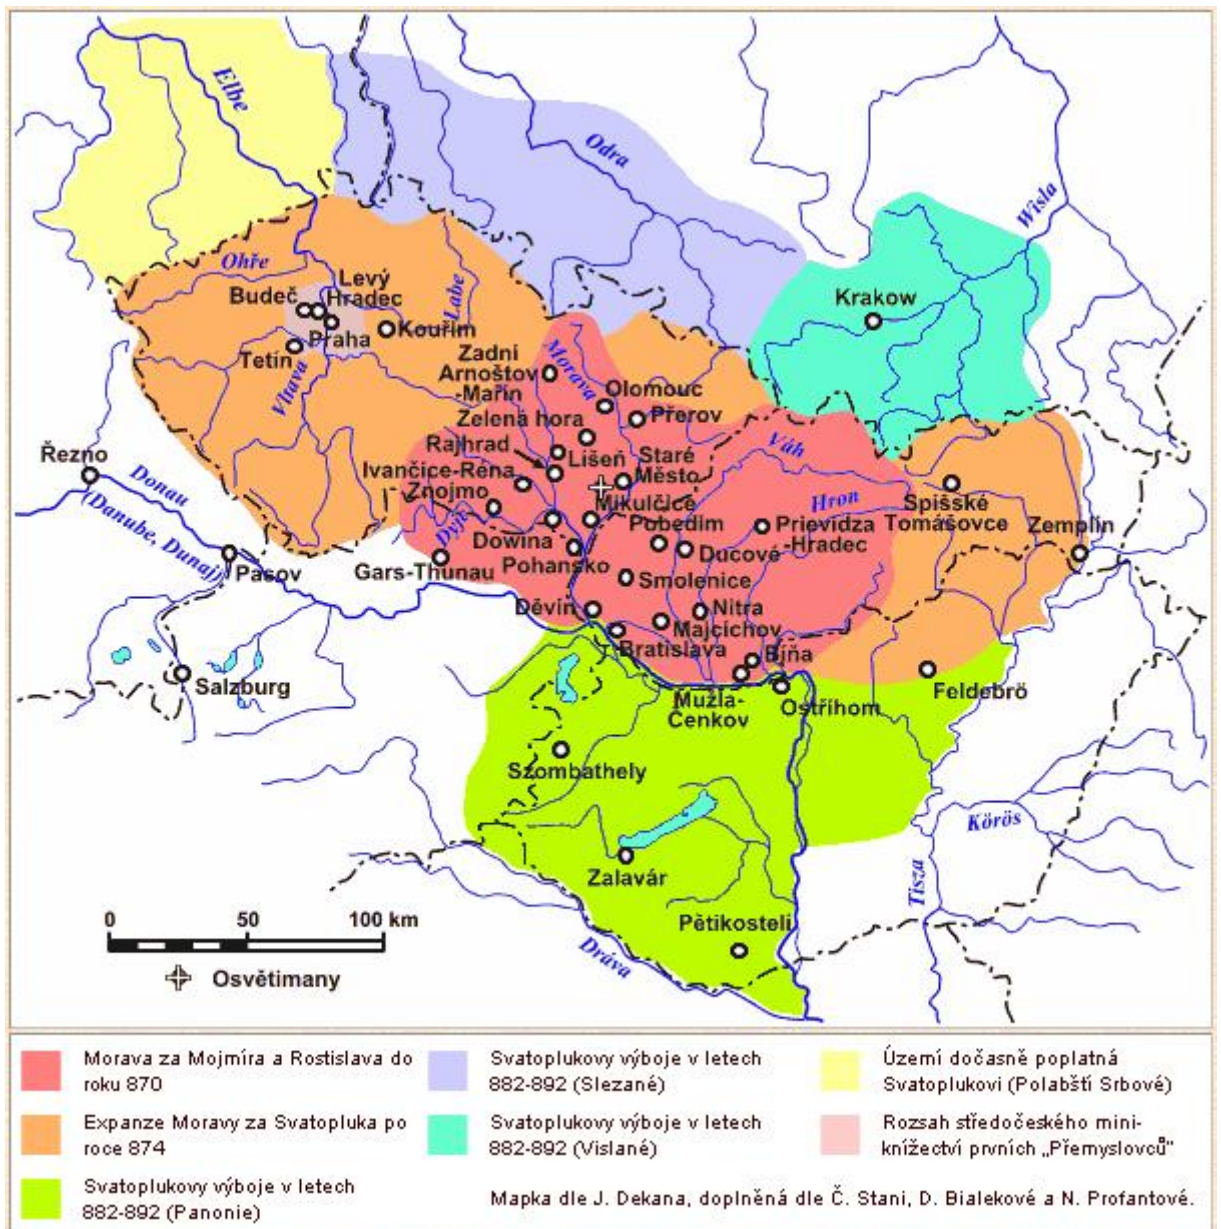 Elbe
Odra
Wisla
Ohře
Labe
Levý
Hradec
Budeč
Praha
Kouřim
Tetín
Vltava
Krakow
Zadní
Arnoštov
-Mařín
Morava
Olomouc
Přerov
Zelená hora
Rajhrad
Lišeň
Staré
Město
Váh
Řezno
Donau
(Danube, Dunaj)
Ivančice-Réna
Znojmo
Mikulčice
Pobedim
Hron
Prievidza
-Hradec
Spišské
Tomášovce
Zemplín
Dyje
Dowina
Pohansko
Ducové
Gars-Thunau
Pasov
Smolenice
Děvín
Nitra
Majcichov
Bratislava
Bíňa
Salzburg
Mužla-
Čenkov
Ostřihom
Feldebrö
Szombathely
Körös
Tisza
Zalavár
Pětikostelí
Dráva
0 50 100 km
Osvětimany
Morava za Mojmíra a Rostislava do
roku 870
Expanze Moravy za Svatopluka po
roce 874
Svatoplukovy výboje v letech
882-892 (Panonie)
Svatoplukovy výboje v letech
882-892 (Slezané)
Svatoplukovy výboje v letech
882-892 (Vislané)
Území dočasně poplatná
Svatoplukovi (Polabští Srbové)
Rozsah středočeského mini-
knížectví prvních „Přemyslovců"
Mapka dle J. Dekana, doplněná dle Č. Stani, D. Bialekové a N. Profantové.